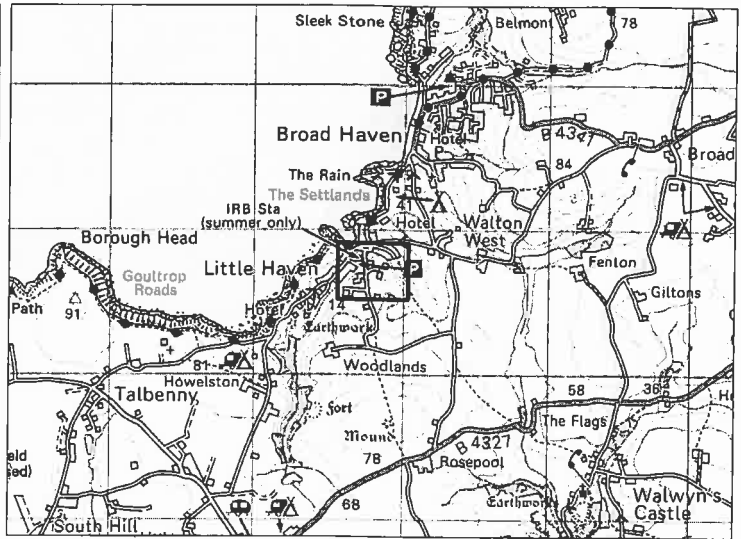 Sleek Stone
Belmont
78
P
Broad Haven
Hotel
B 4341
84
Broad
The Rain
The Settlands
41
IRB Sta
(summer only)
Hotel
Walton
West
Borough Head
Little Haven
P
Fenton
Goultrop
Roads
Giltons
Path
91
Hotel
Earthwork
Woodlands
81
Howelston
Talbenny
58
36
Fort
The Flags
Mound
B 4327
78
Rosepool
68
Earthwork
Walwyn's
Castle
South Hill